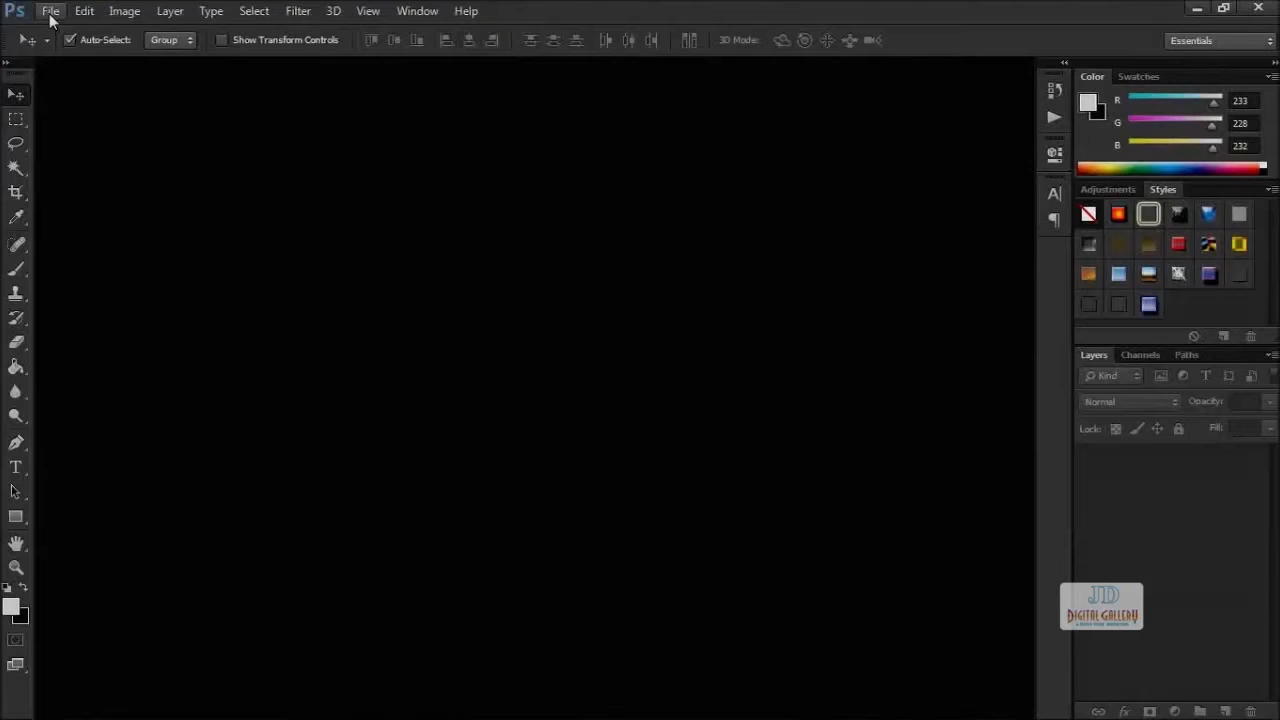 Ps File Edit Image Layer Type Select Filter 3D View Window Help
Auto-Select: Group Show Transform Controls 3D Mode: Essentials
Color Swatches
R 233
G 228
B 232
Adjustments Styles
A|
Layers Channels Paths
Kind T
Normal Opacity:
Lock: Fill:
T
JD
DIGITAL GALLERY
fx